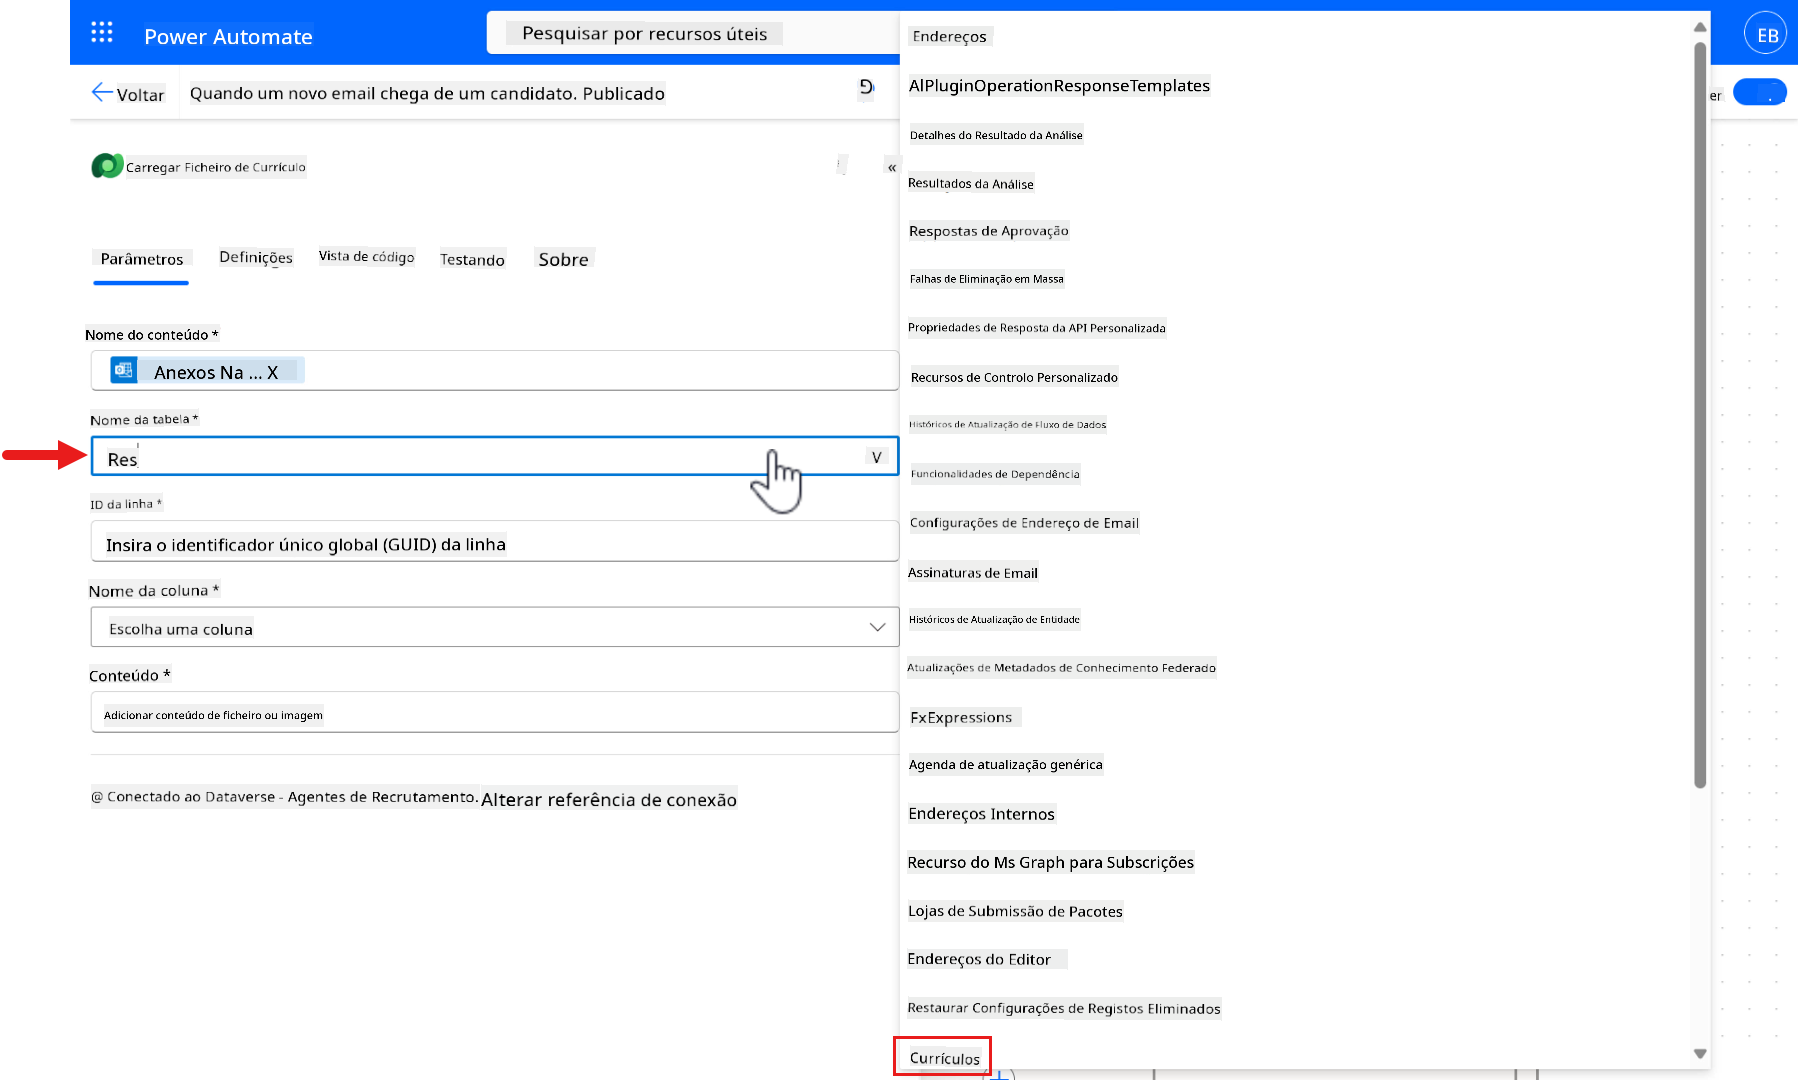 Power Automate
Pesquisar por recursos úteis
EB
Voltar
Quando um novo email chega de um candidato. Publicado
er
Carregar Ficheiro de Currículo
«
Parâmetros
Definições
Vista de código
Testando
Sobre
Nome do conteúdo *
Anexos Na ... X
Nome da tabela *
Res
V
ID da linha *
Insira o identificador único global (GUID) da linha
Nome da coluna *
Escolha uma coluna
Conteúdo *
Adicionar conteúdo de ficheiro ou imagem
@ Conectado ao Dataverse - Agentes de Recrutamento. Alterar referência de conexão
Endereços
AlPluginOperationResponseTemplates
Detalhes do Resultado da Análise
Resultados da Análise
Respostas de Aprovação
Falhas de Eliminação em Massa
Propriedades de Resposta da API Personalizada
Recursos de Controlo Personalizado
Históricos de Atualização de Fluxo de Dados
Funcionalidades de Dependência
Configurações de Endereço de Email
Assinaturas de Email
Históricos de Atualização de Entidade
Atualizações de Metadados de Conhecimento Federado
FxExpressions
Agenda de atualização genérica
Endereços Internos
Recurso do Ms Graph para Subscrições
Lojas de Submissão de Pacotes
Endereços do Editor
Restaurar Configurações de Registos Eliminados
Currículos